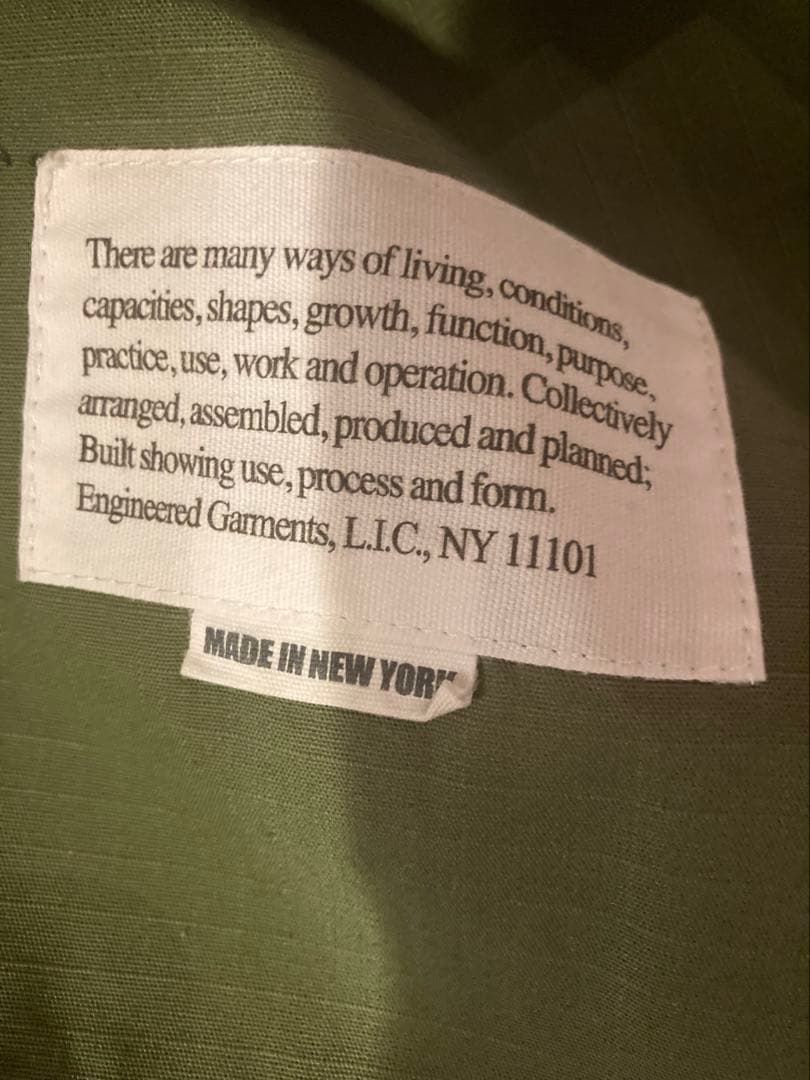 There are many ways of living, conditions,
capacities, shapes, growth, function, purpose,
practice, use, work and operation. Collectively
arranged, assembled, produced and planned;
Built showing use, process and form.
Engineered Garments, L.I.C., NY 11101
MADE IN NEW YORK